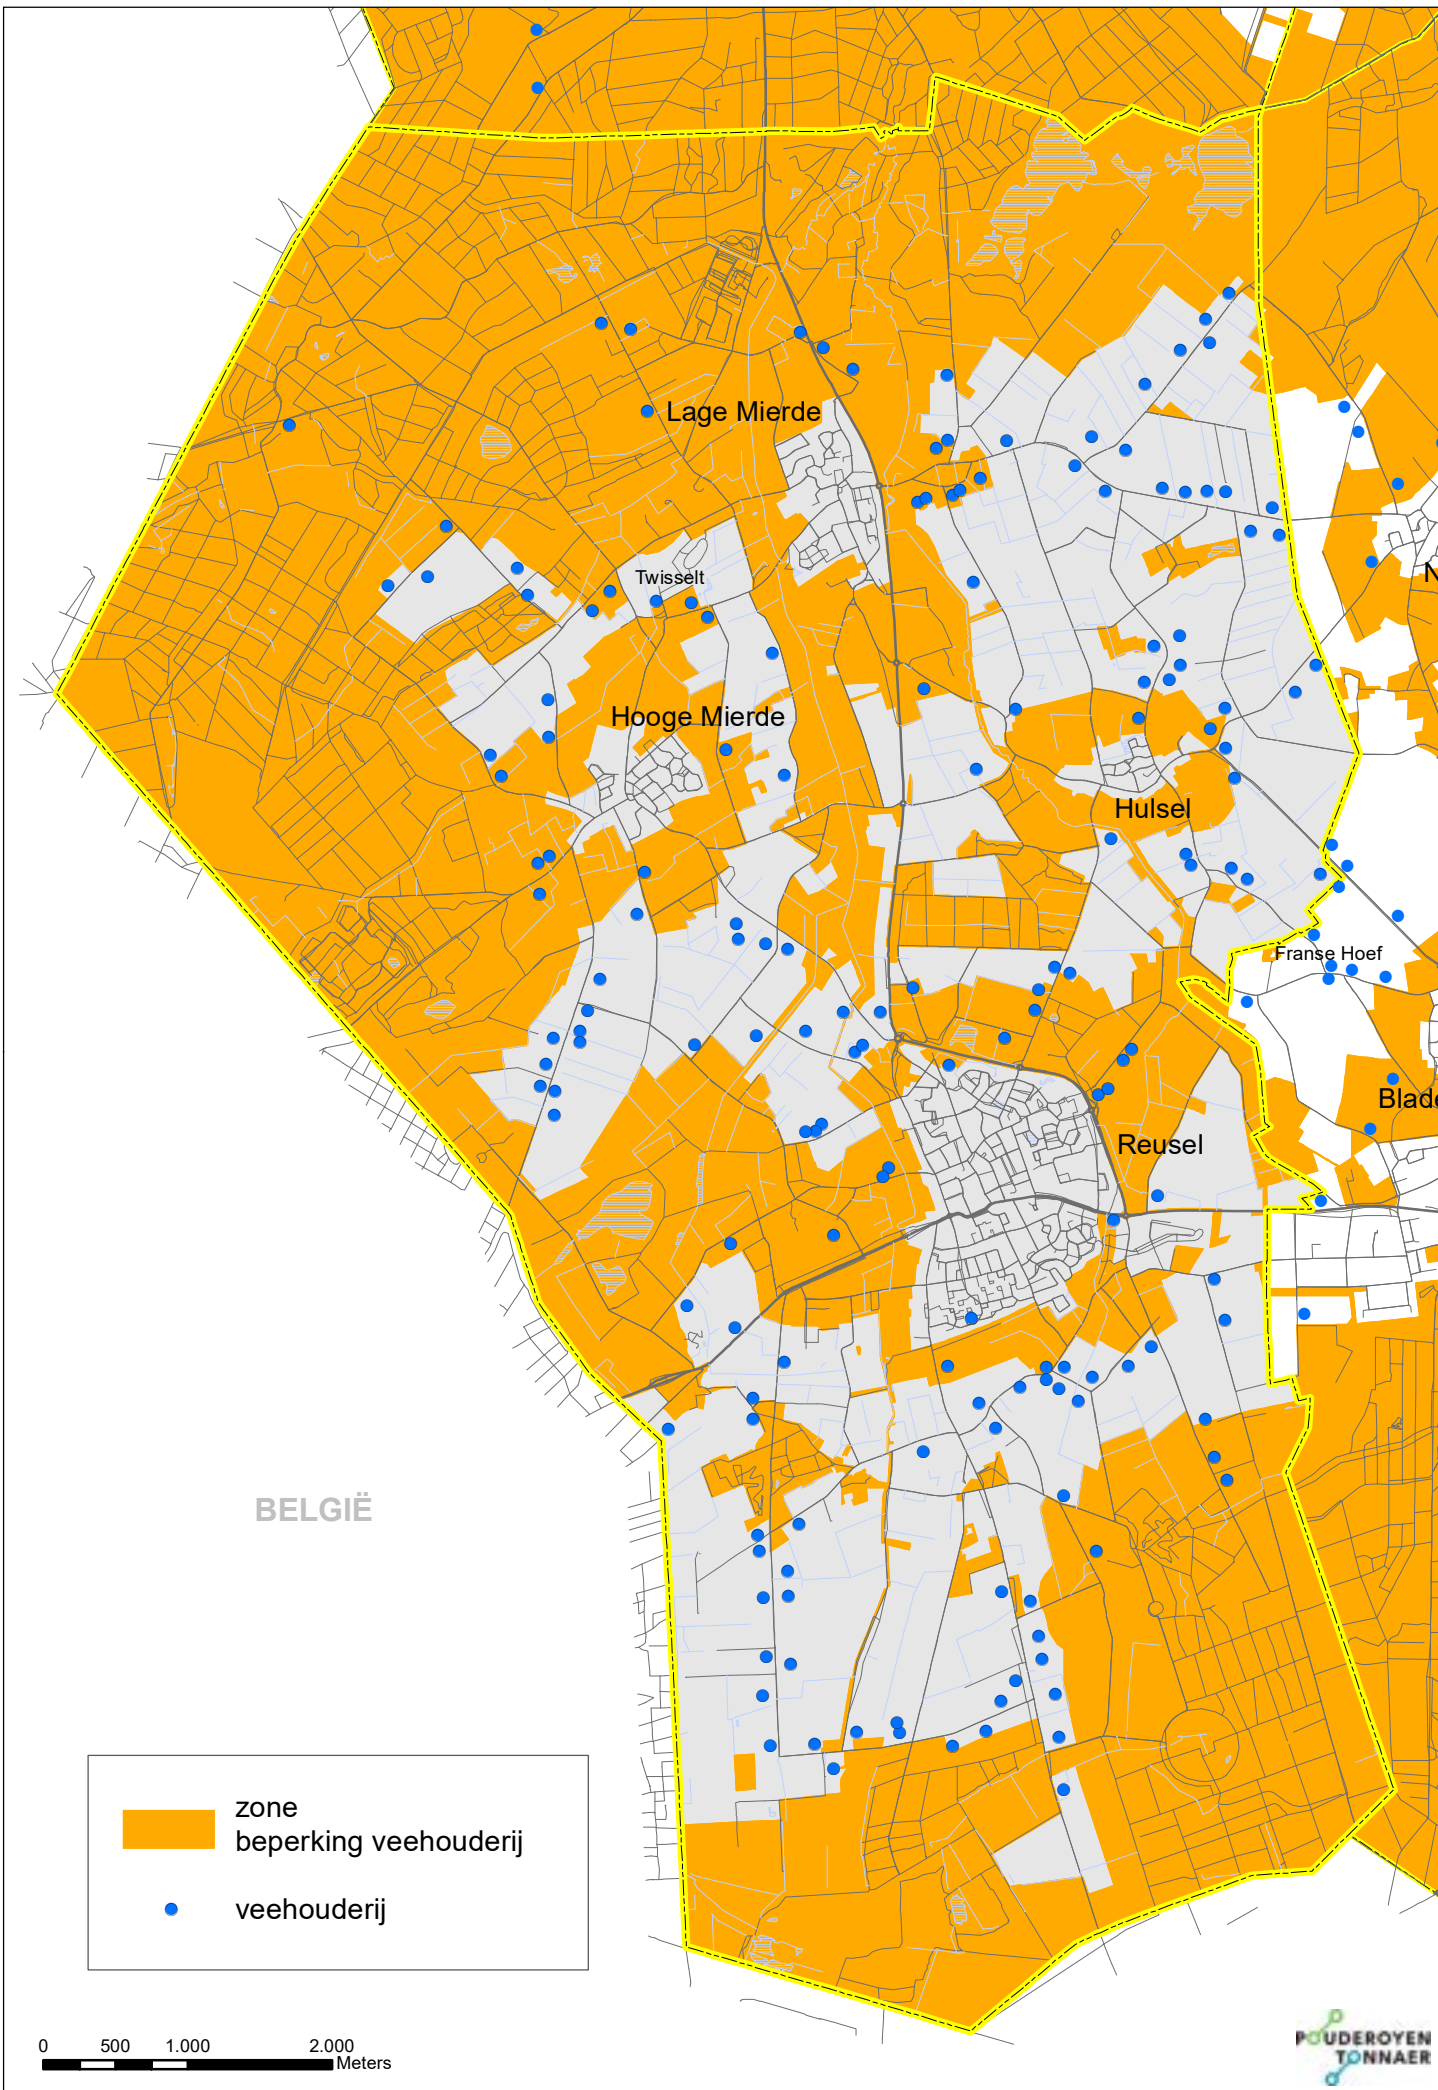 Lage Mierde
Twisselt
N
Hooge Mierde
Hulsel
Franse Hoef
Blade
Reusel
BELGIË
zone
beperking veehouderij
veehouderij
0 500 1.000 2.000
Meters
POUDEROYEN
TONNAER